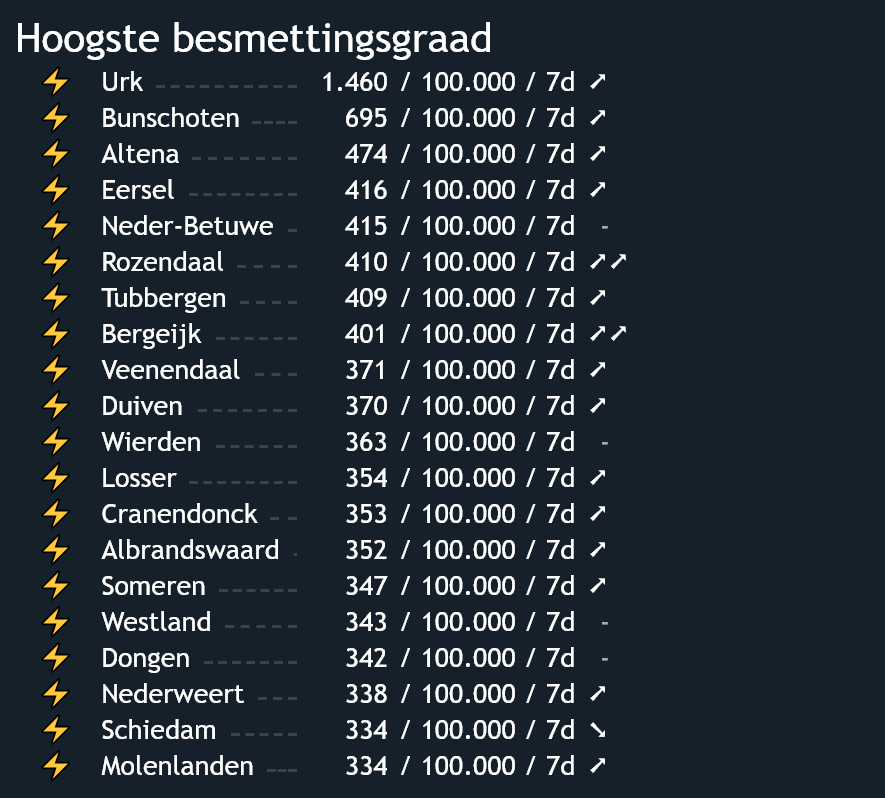 Hoogste besmettingsgraad
⚡ Urk ---------- 1.460 / 100.000 / 7d ➚
⚡ Bunschoten ---- 695 / 100.000 / 7d ➚
⚡ Altena ------- 474 / 100.000 / 7d ➚
⚡ Eersel ------- 416 / 100.000 / 7d ➚
⚡ Neder-Betuwe - 415 / 100.000 / 7d -
⚡ Rozendaal ---- 410 / 100.000 / 7d ➚➚
⚡ Tubbergen ---- 409 / 100.000 / 7d ➚
⚡ Bergeijk ------ 401 / 100.000 / 7d ➚➚
⚡ Veenendaal --- 371 / 100.000 / 7d ➚
⚡ Duiven ------- 370 / 100.000 / 7d ➚
⚡ Wierden ------ 363 / 100.000 / 7d -
⚡ Losser -------- 354 / 100.000 / 7d ➚
⚡ Cranendonck -- 353 / 100.000 / 7d ➚
⚡ Albrandswaard - 352 / 100.000 / 7d ➚
⚡ Someren ------ 347 / 100.000 / 7d ➚
⚡ Westland ----- 343 / 100.000 / 7d -
⚡ Dongen ------- 342 / 100.000 / 7d -
⚡ Nederweert --- 338 / 100.000 / 7d ➚
⚡ Schiedam ----- 334 / 100.000 / 7d ➘
⚡ Molenlanden --- 334 / 100.000 / 7d ➚